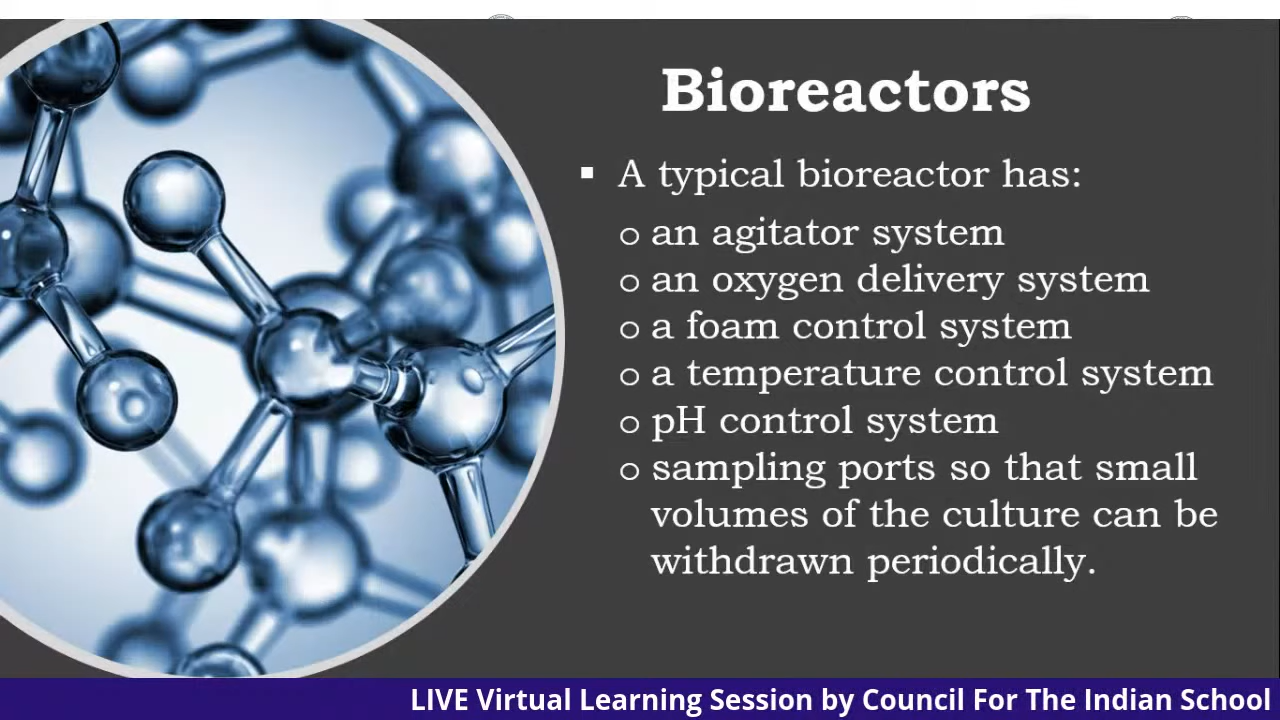 Bioreactors
▪ A typical bioreactor has:
o an agitator system
o an oxygen delivery system
o a foam control system
o a temperature control system
o pH control system
o sampling ports so that small
volumes of the culture can be
withdrawn periodically.
LIVE Virtual Learning Session by Council For The Indian School